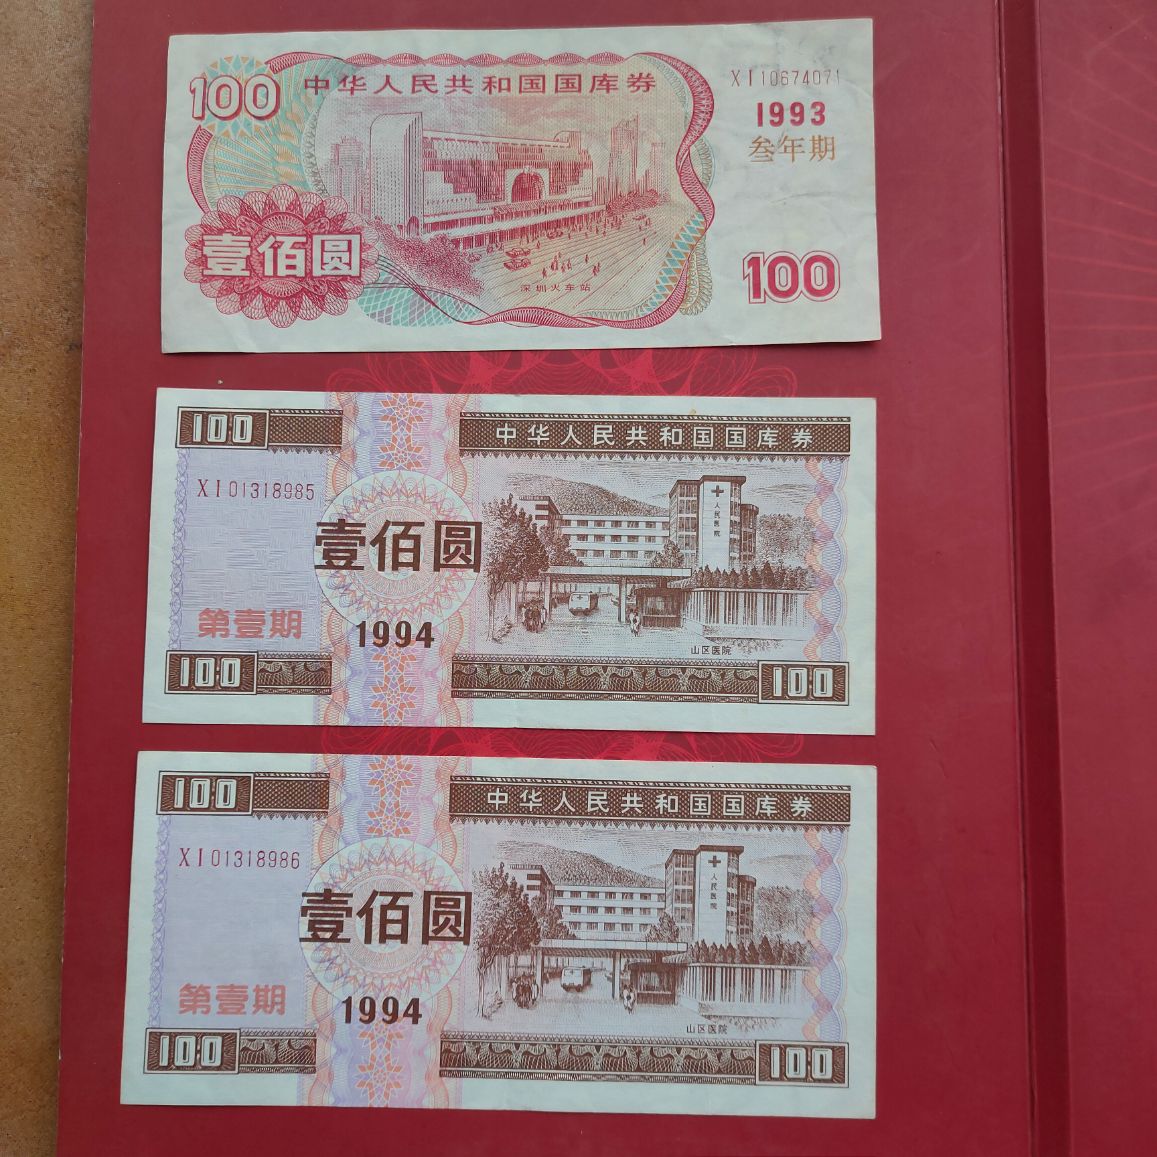 100
中华人民共和国国库券
XI10674071
1993
叁年期
壹佰圆
深圳火车站
100
100
中华人民共和国国库券
XI01318985
人民医院
壹佰圆
第壹期
1994
山区医院
100
100
100
中华人民共和国国库券
XI01318986
人民医院
壹佰圆
第壹期
1994
山区医院
100
100